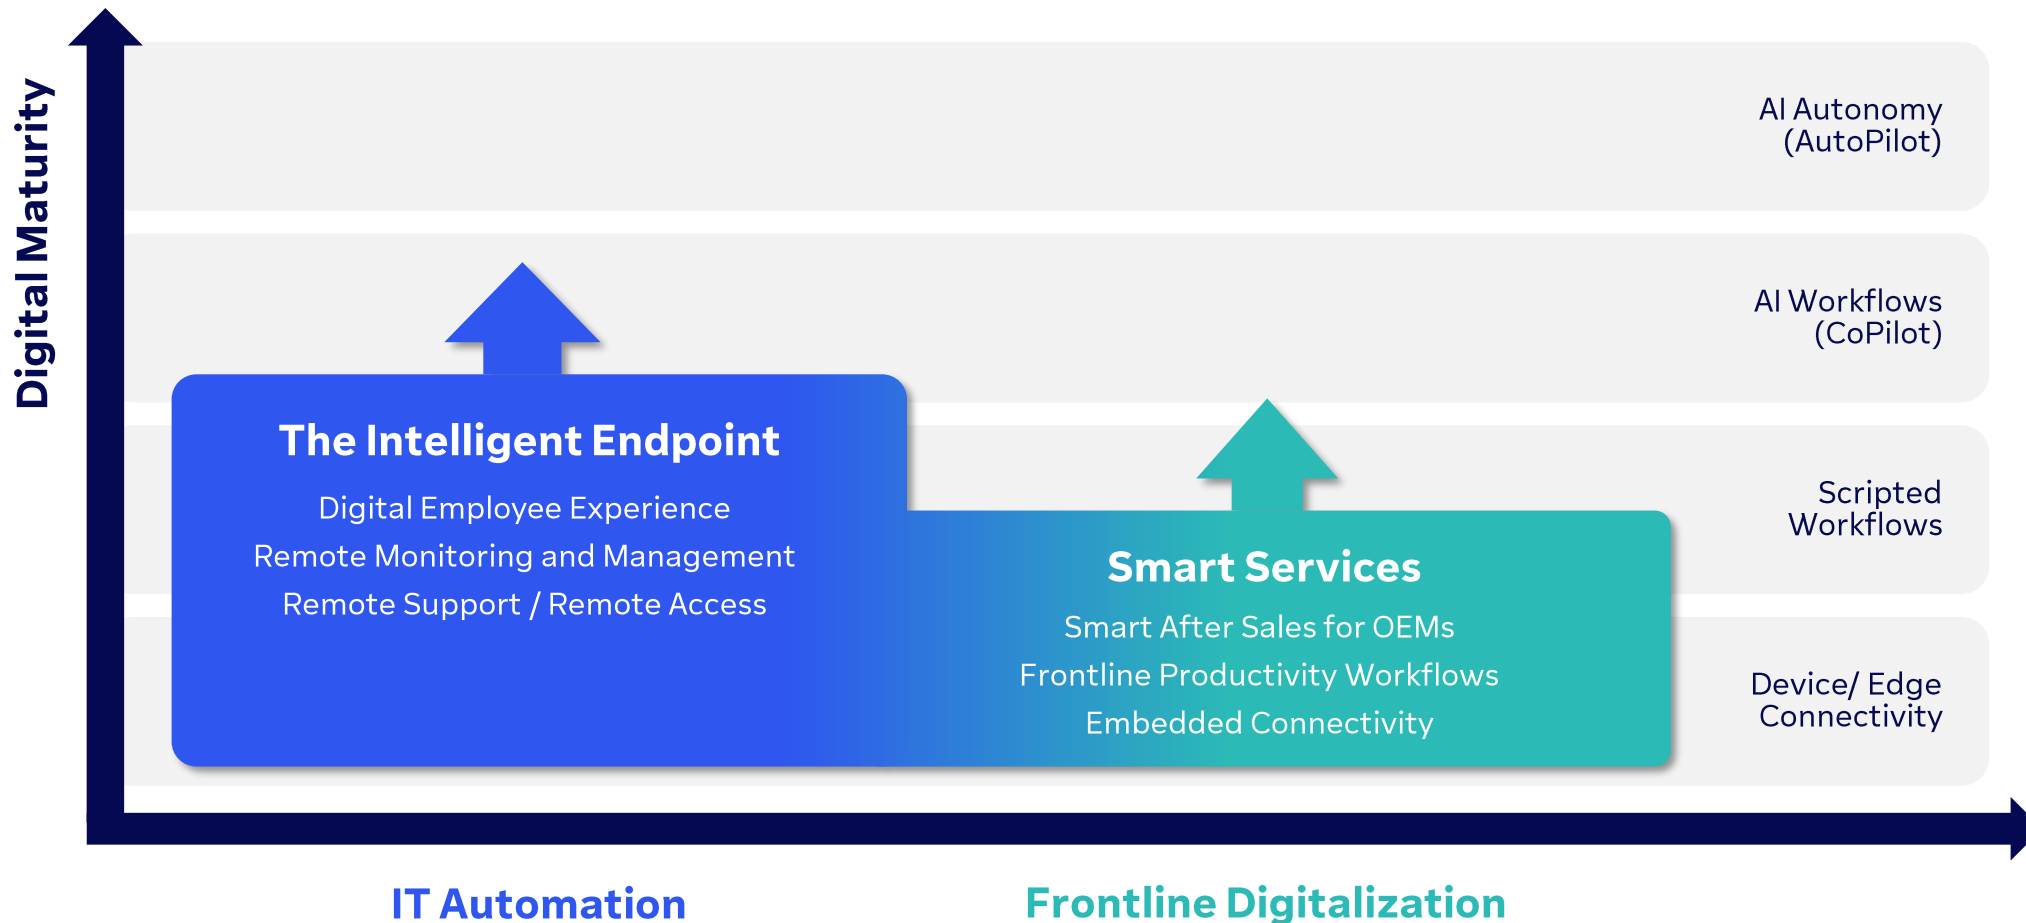 Digital Maturity
AI Autonomy
(AutoPilot)
AI Workflows
(CoPilot)
Scripted
Workflows
Device/ Edge
Connectivity
The Intelligent Endpoint
Digital Employee Experience
Remote Monitoring and Management
Remote Support / Remote Access
Smart Services
Smart After Sales for OEMs
Frontline Productivity Workflows
Embedded Connectivity
IT Automation
Frontline Digitalization